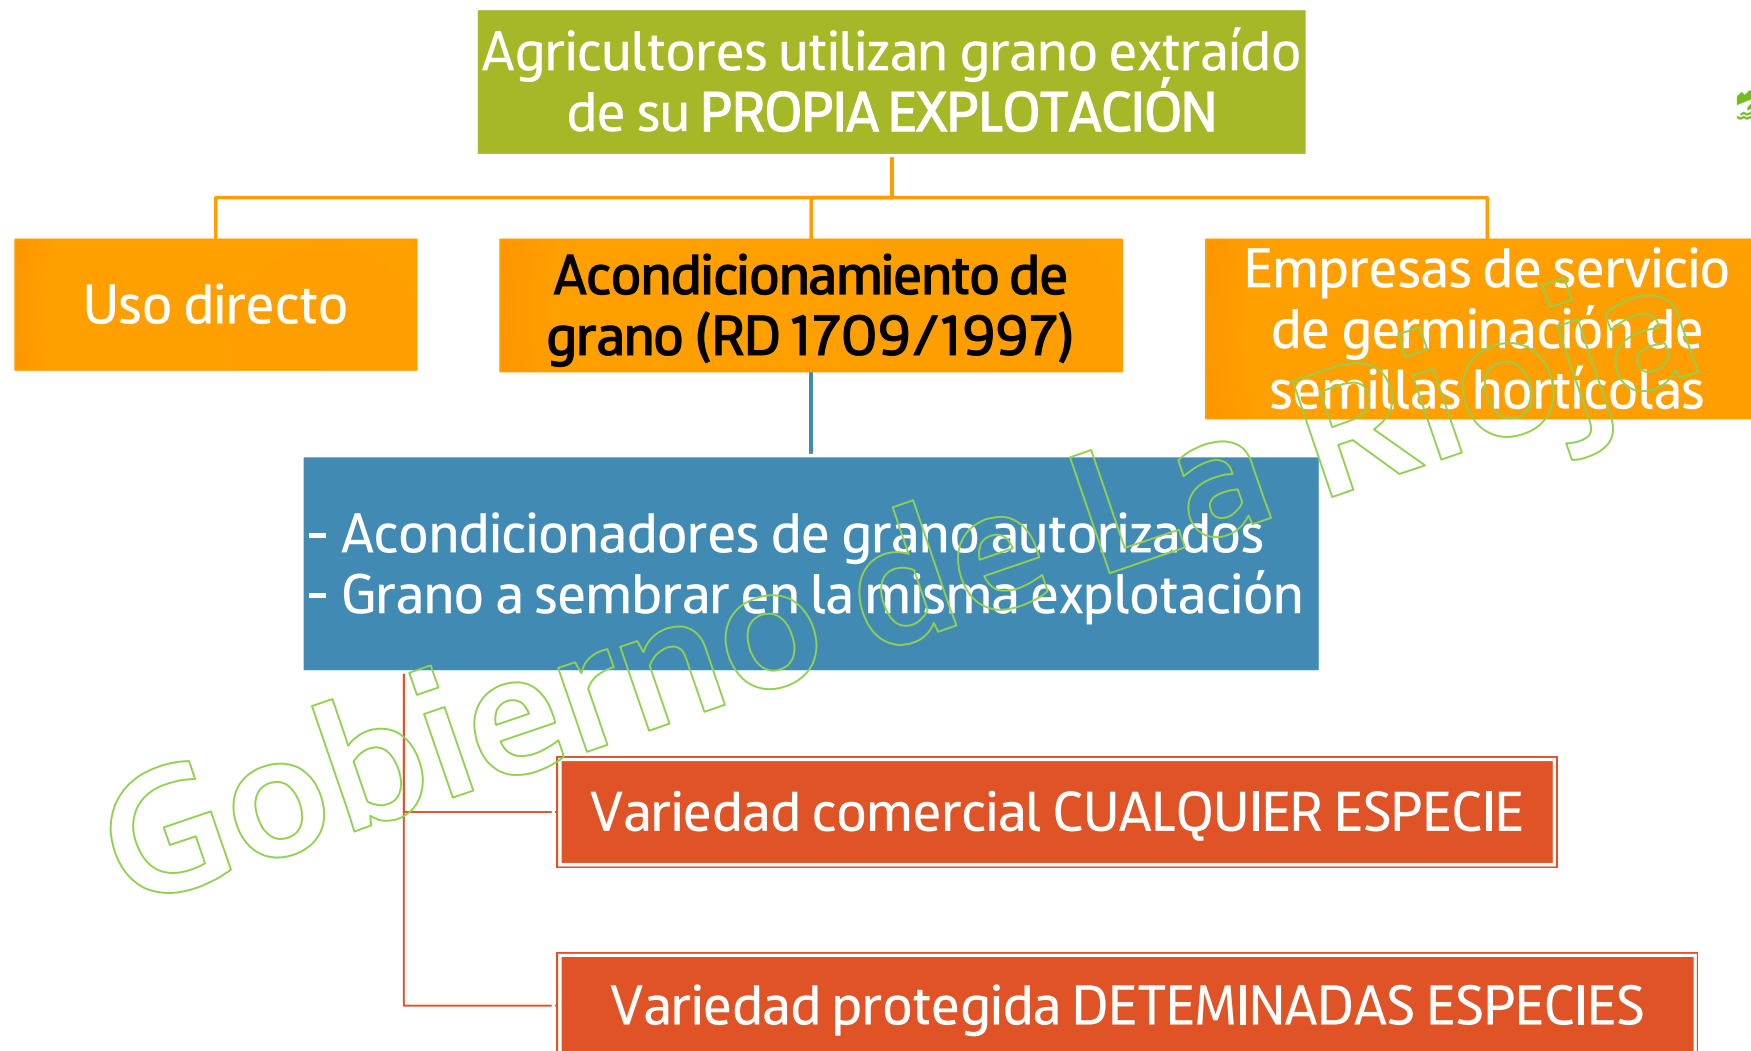 Agricultores utilizan grano extraído
de su PROPIA EXPLOTACIÓN
Uso directo
Acondicionamiento de
grano (RD 1709/1997)
Empresas de servicio
de germinación de
semillas hortícolas
- Acondicionadores de grano autorizados
- Grano a sembrar en la misma explotación
Variedad comercial CUALQUIER ESPECIE
Variedad protegida DETEMINADAS ESPECIES
Gobierno de La Rioja